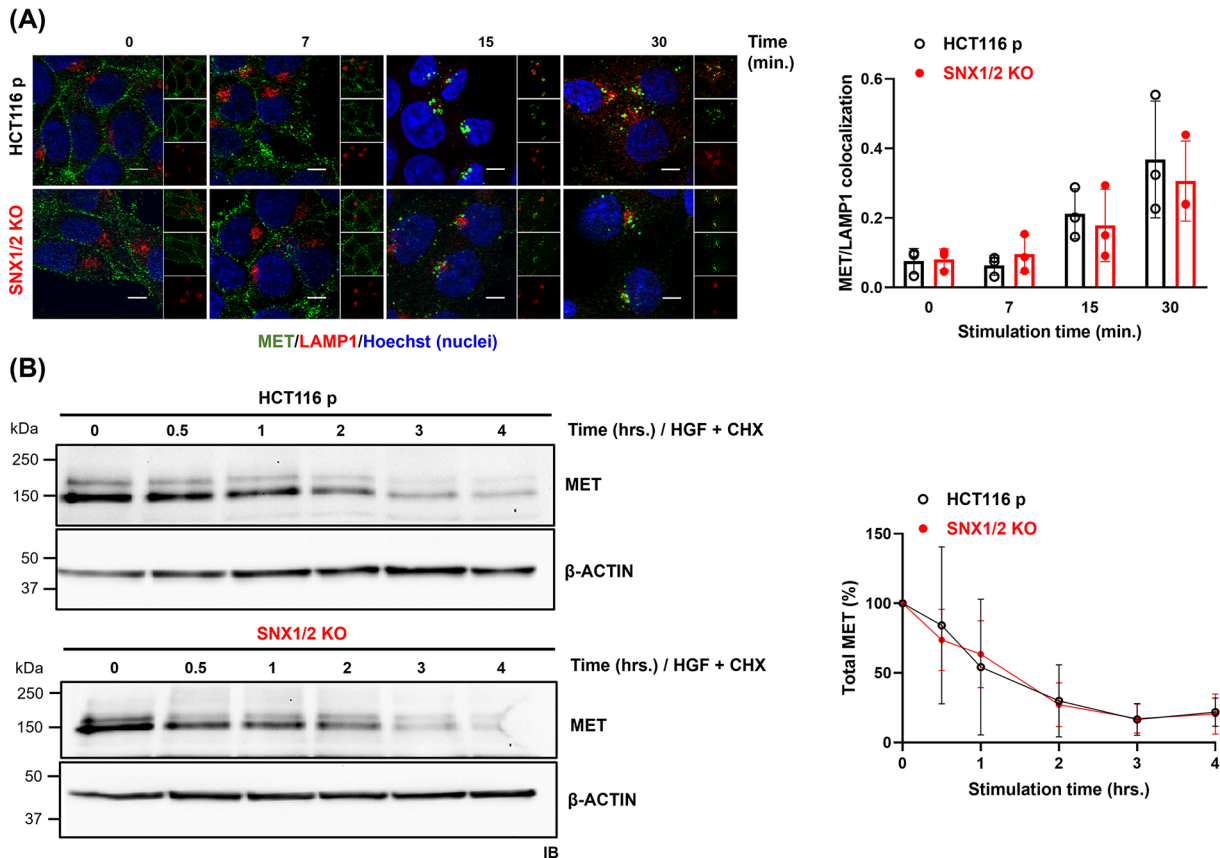 (A)
0 7 15 30 Time
(min.)
HCT116 p
SNX1/2 KO
MET/LAMP1/Hoechst (nuclei)
HCT116 p
SNX1/2 KO
MET/LAMP1 colocalization
0.6
0.4
0.2
0.0
0 7 15 30
Stimulation time (min.)
(B)
HCT116 p
kDa 0 0.5 1 2 3 4 Time (hrs.) / HGF + CHX
250
150
MET
50
37
β-ACTIN
SNX1/2 KO
kDa 0 0.5 1 2 3 4 Time (hrs.) / HGF + CHX
250
150
MET
50
37
β-ACTIN
IB
HCT116 p
SNX1/2 KO
Total MET (%)
150
100
50
0
0 1 2 3 4
Stimulation time (hrs.)